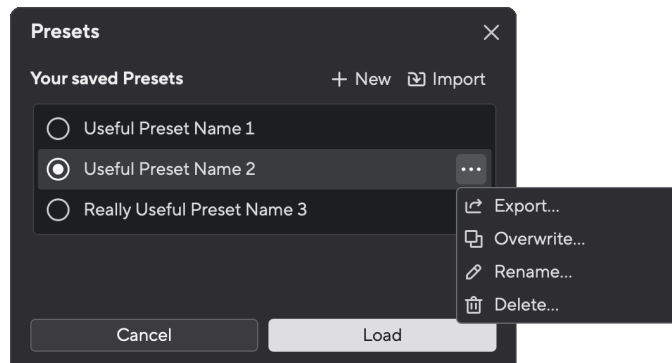 Presets
Your saved Presets
New Import
Useful Preset Name 1
Useful Preset Name 2
Really Useful Preset Name 3
Export...
Overwrite...
Rename...
Delete...
Cancel Load